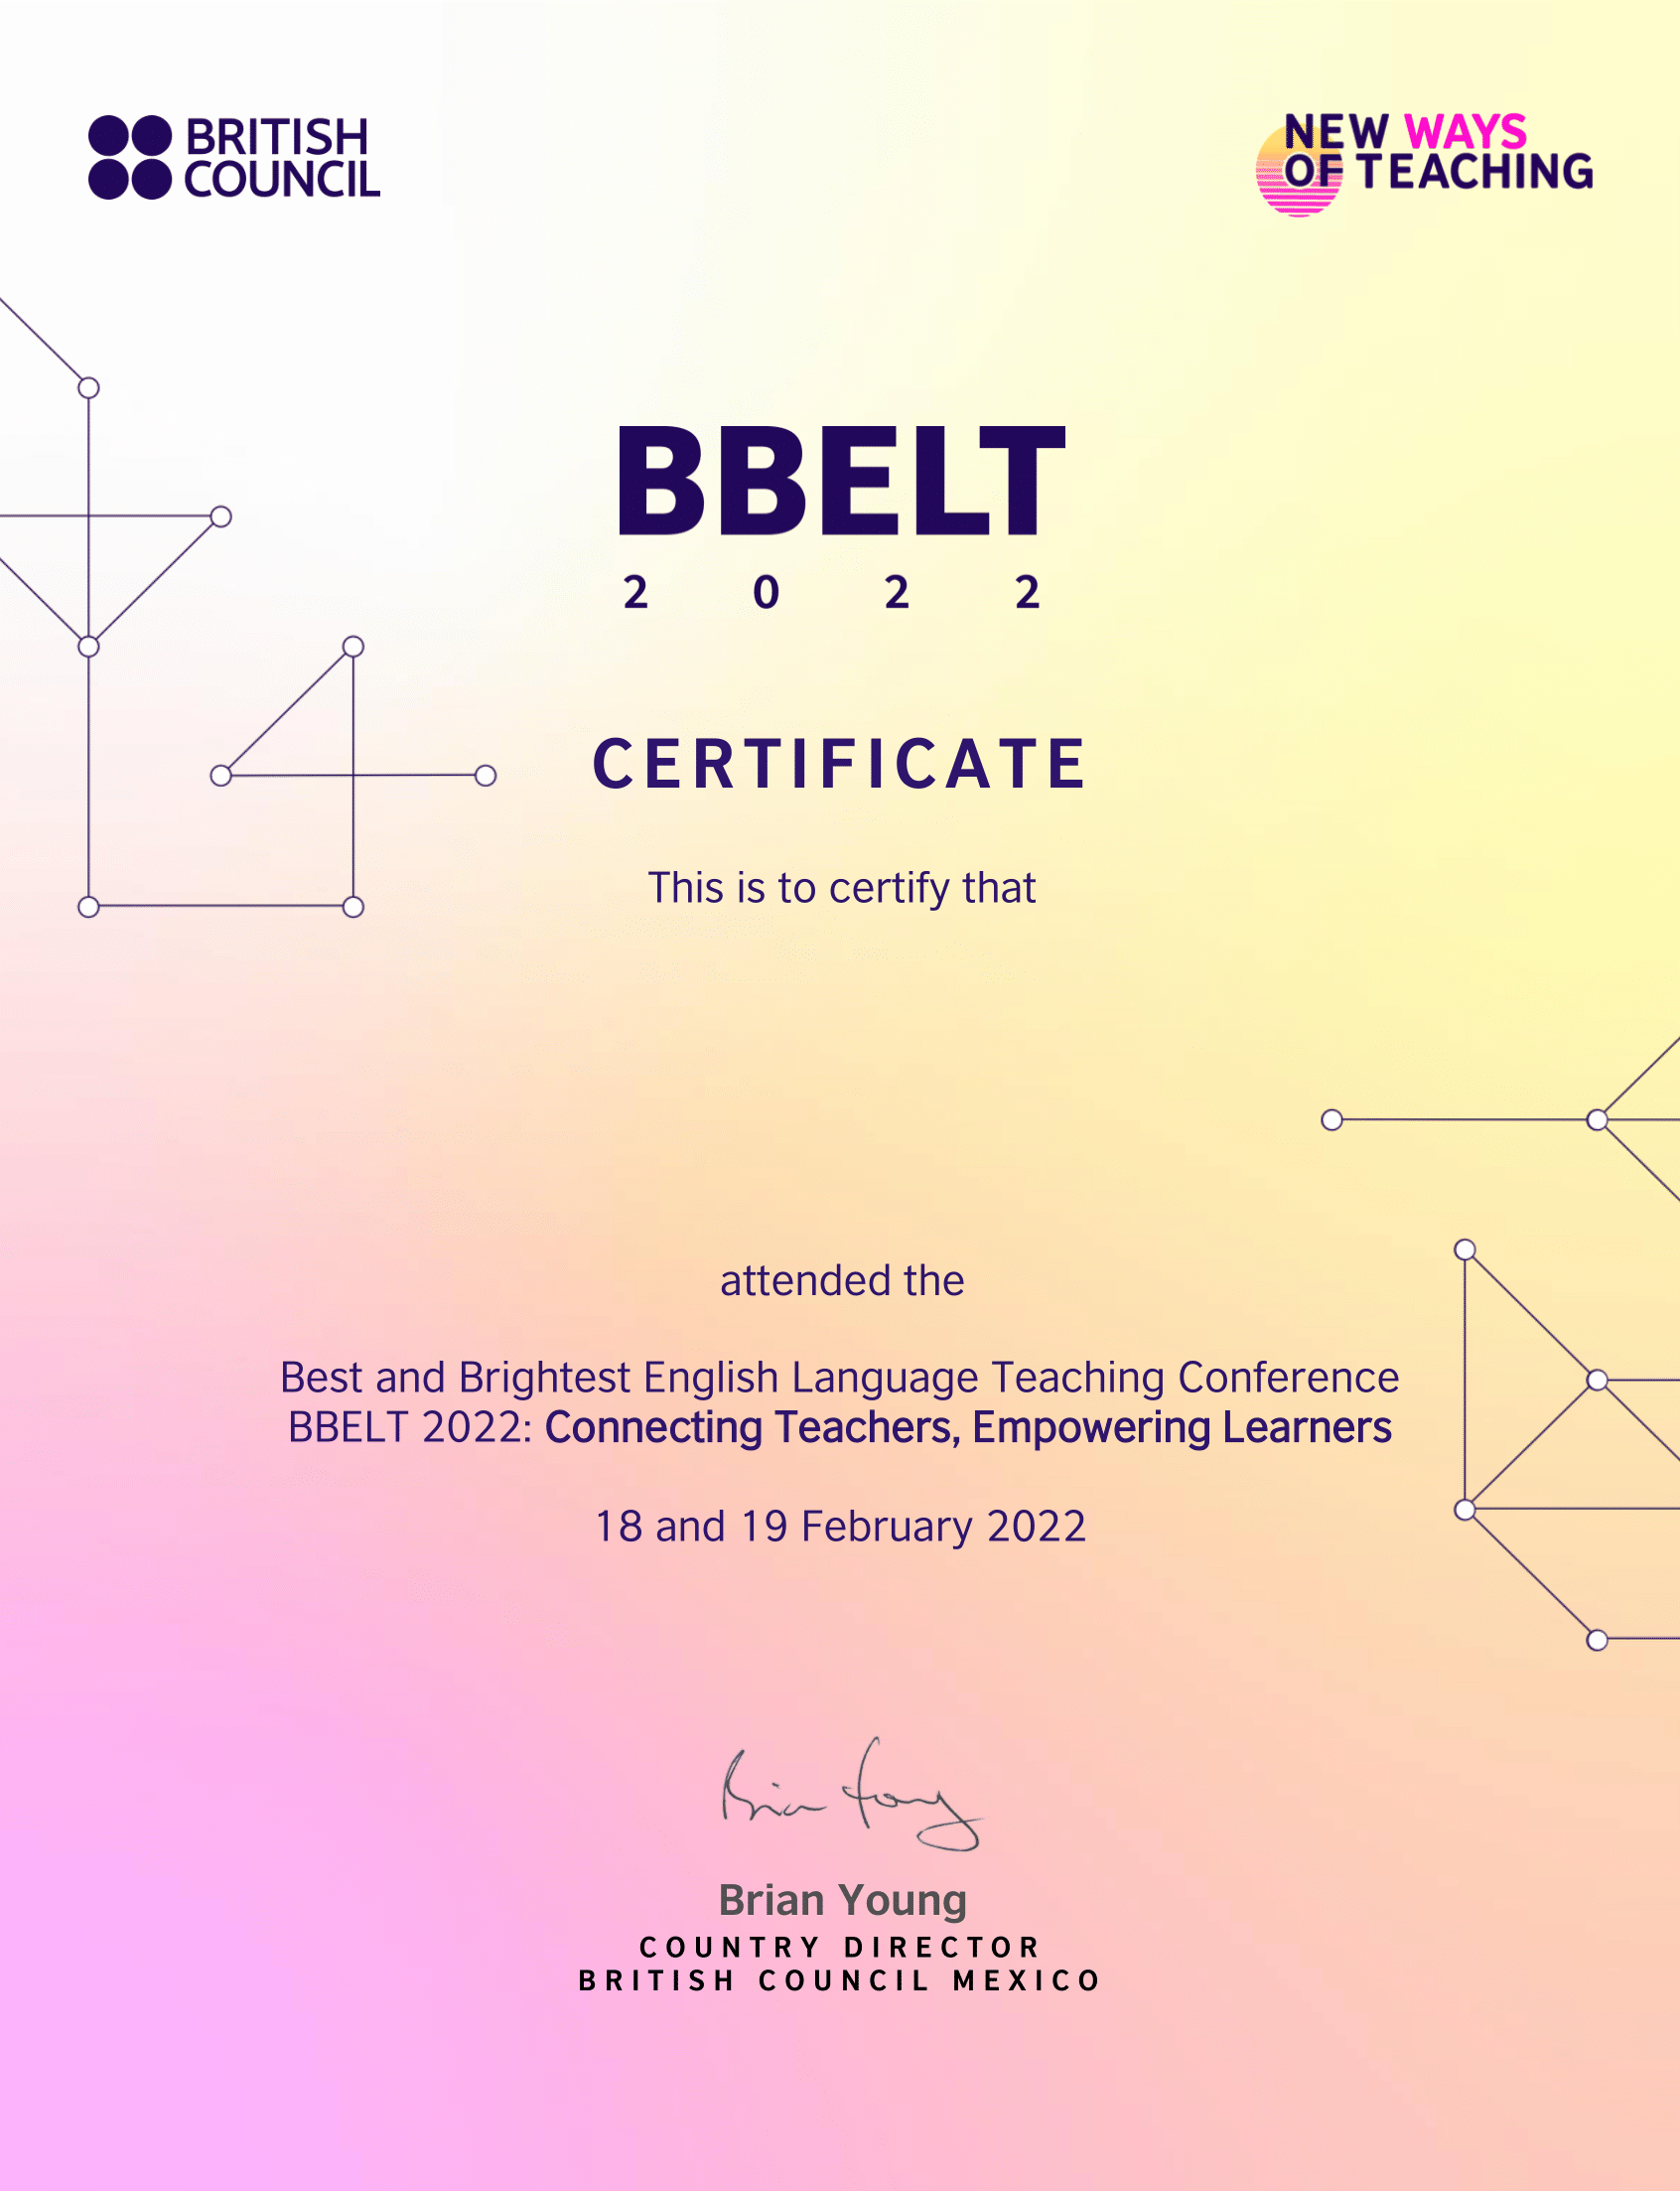 BRITISH
COUNCIL
NEW WAYS
OF TEACHING
BBELT
2022
CERTIFICATE
This is to certify that
attended the
Best and Brightest English Language Teaching Conference
BBELT 2022: Connecting Teachers, Empowering Learners
18 and 19 February 2022
Brian Young
Brian Young
COUNTRY DIRECTOR
BRITISH COUNCIL MEXICO